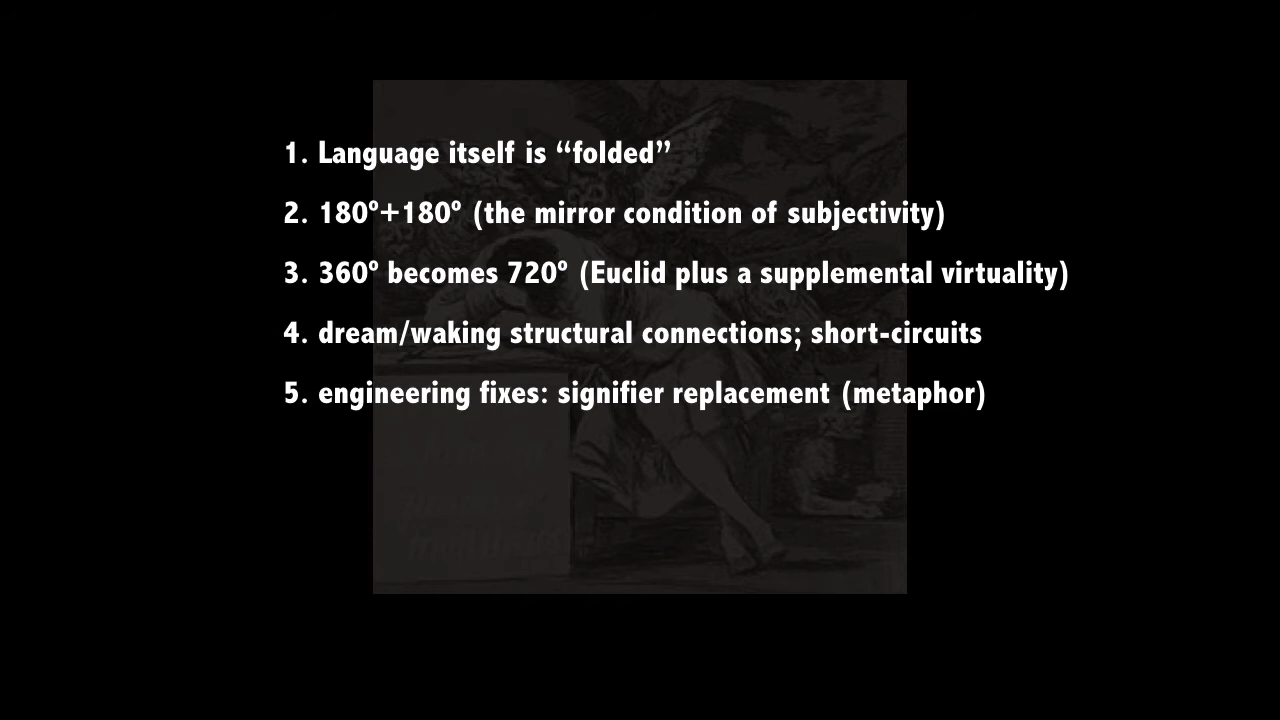 1. Language itself is “folded”
2. 180º+180º (the mirror condition of subjectivity)
3. 360º becomes 720º (Euclid plus a supplemental virtuality)
4. dream/waking structural connections; short-circuits
5. engineering fixes: signifier replacement (metaphor)